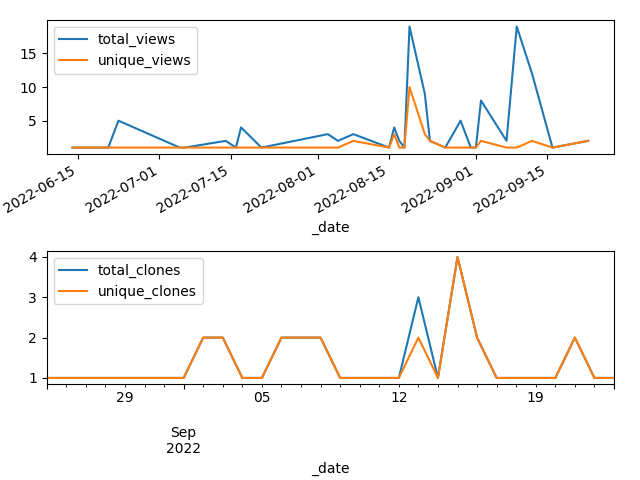 total_views
unique_views
15
10
5
2022-06-15 2022-07-01 2022-07-15 2022-08-01 2022-08-15 2022-09-01 2022-09-15
_date
4
total_clones
unique_clones
3
2
1
29 05 12 19
Sep
2022
_date